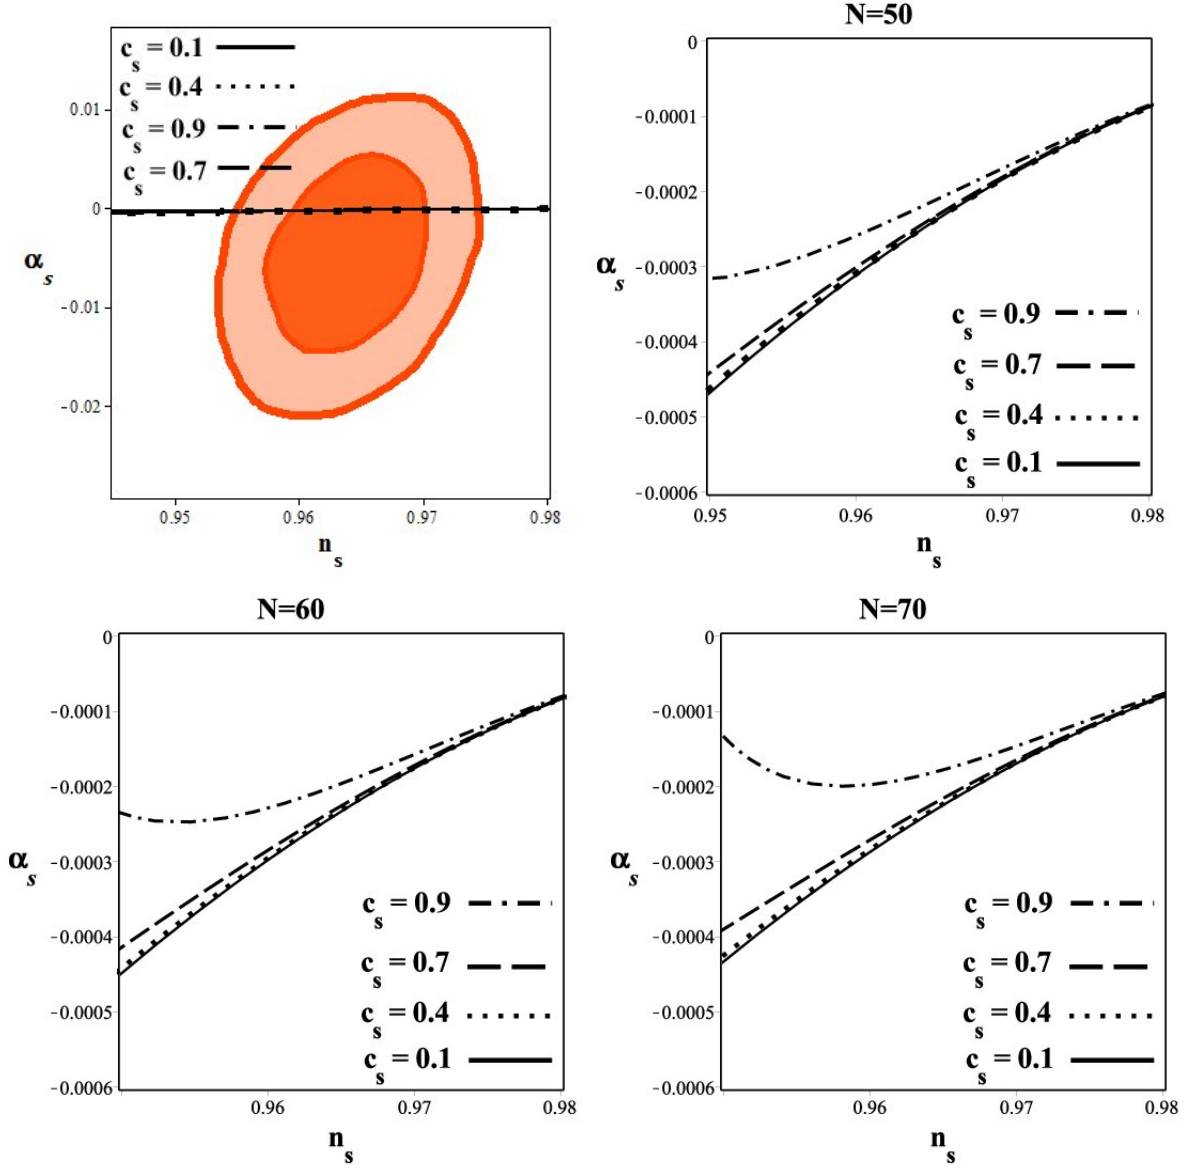 c_s = 0.1
c_s = 0.4
c_s = 0.9
c_s = 0.7
0.01
0
-0.01
-0.02
α_s
0.95 0.96 0.97 0.98
n_s
N=50
0
-0.0001
-0.0002
-0.0003
-0.0004
-0.0005
-0.0006
α_s
c_s = 0.9
c_s = 0.7
c_s = 0.4
c_s = 0.1
0.95 0.96 0.97 0.98
n_s
N=60
0
-0.0001
-0.0002
-0.0003
-0.0004
-0.0005
-0.0006
α_s
c_s = 0.9
c_s = 0.7
c_s = 0.4
c_s = 0.1
0.96 0.97 0.98
n_s
N=70
0
-0.0001
-0.0002
-0.0003
-0.0004
-0.0005
-0.0006
α_s
c_s = 0.9
c_s = 0.7
c_s = 0.4
c_s = 0.1
0.96 0.97 0.98
n_s